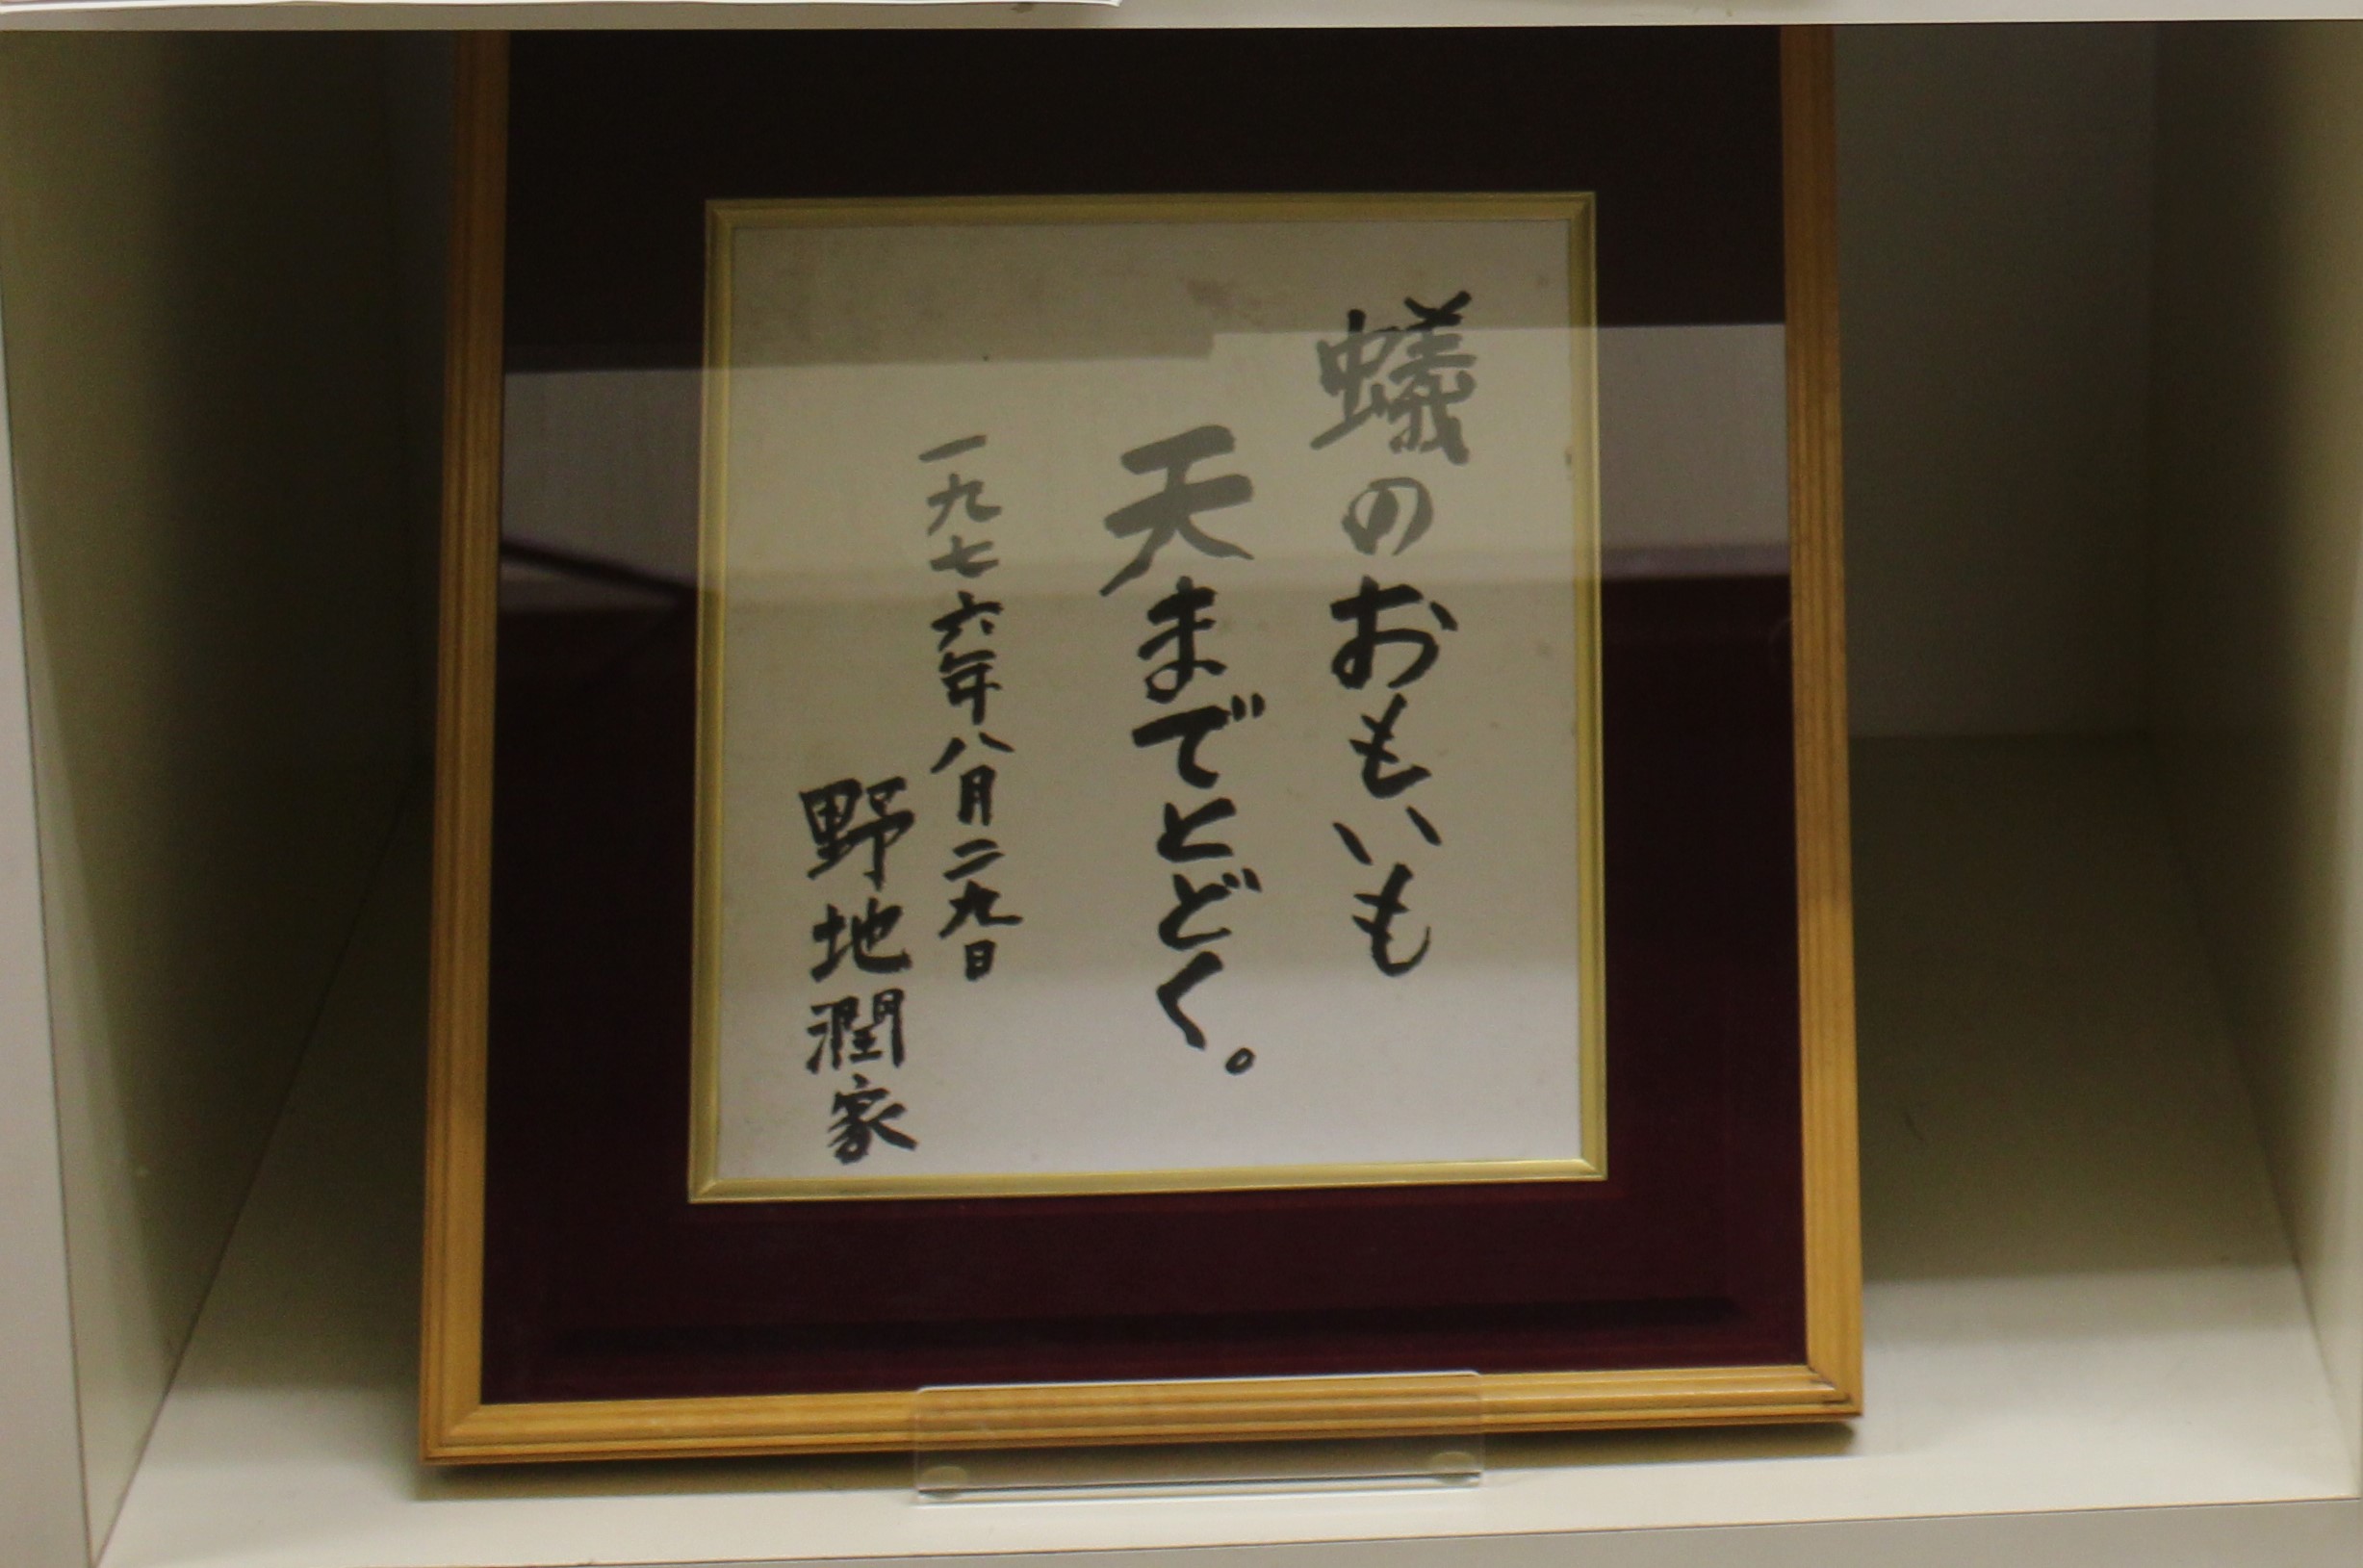 蟻のおもいも
天までとどく。
一九七六年八月二九日
野地潤家